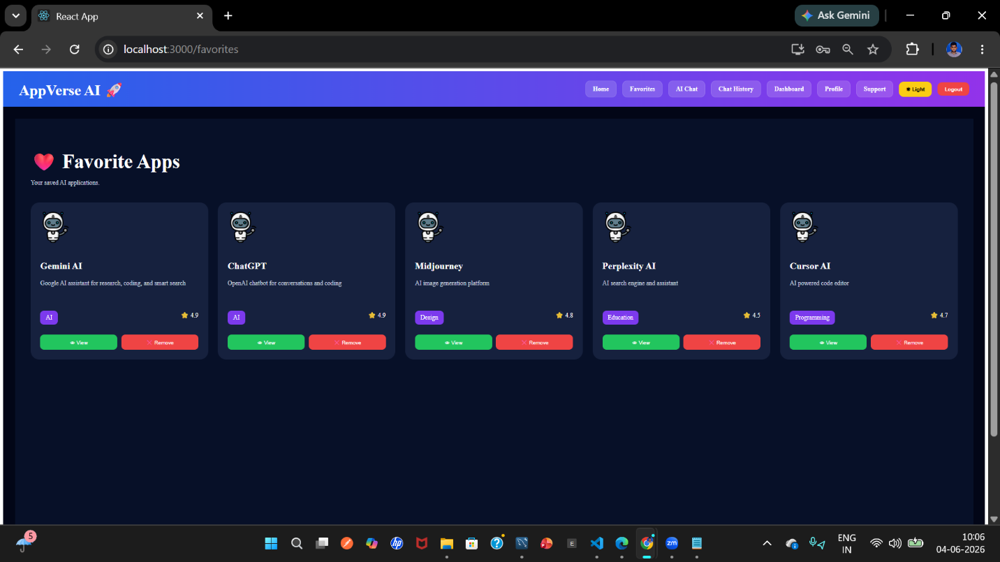 React App
Ask Gemini
localhost:3000/favorites
AppVerse AI 🚀
Home Favorites AI Chat Chat History Dashboard Profile Support ☀ Light Logout
❤️ Favorite Apps
Your saved AI applications.
Gemini AI
Google AI assistant for research, coding, and smart search
AI ⭐ 4.9
👁 View ❌ Remove
ChatGPT
OpenAI chatbot for conversations and coding
AI ⭐ 4.9
👁 View ❌ Remove
Midjourney
AI image generation platform
Design ⭐ 4.8
👁 View ❌ Remove
Perplexity AI
AI search engine and assistant
Education ⭐ 4.5
👁 View ❌ Remove
Cursor AI
AI powered code editor
Programming ⭐ 4.7
👁 View ❌ Remove
5
hp
E
zm
ENG
IN
10:06
04-06-2026